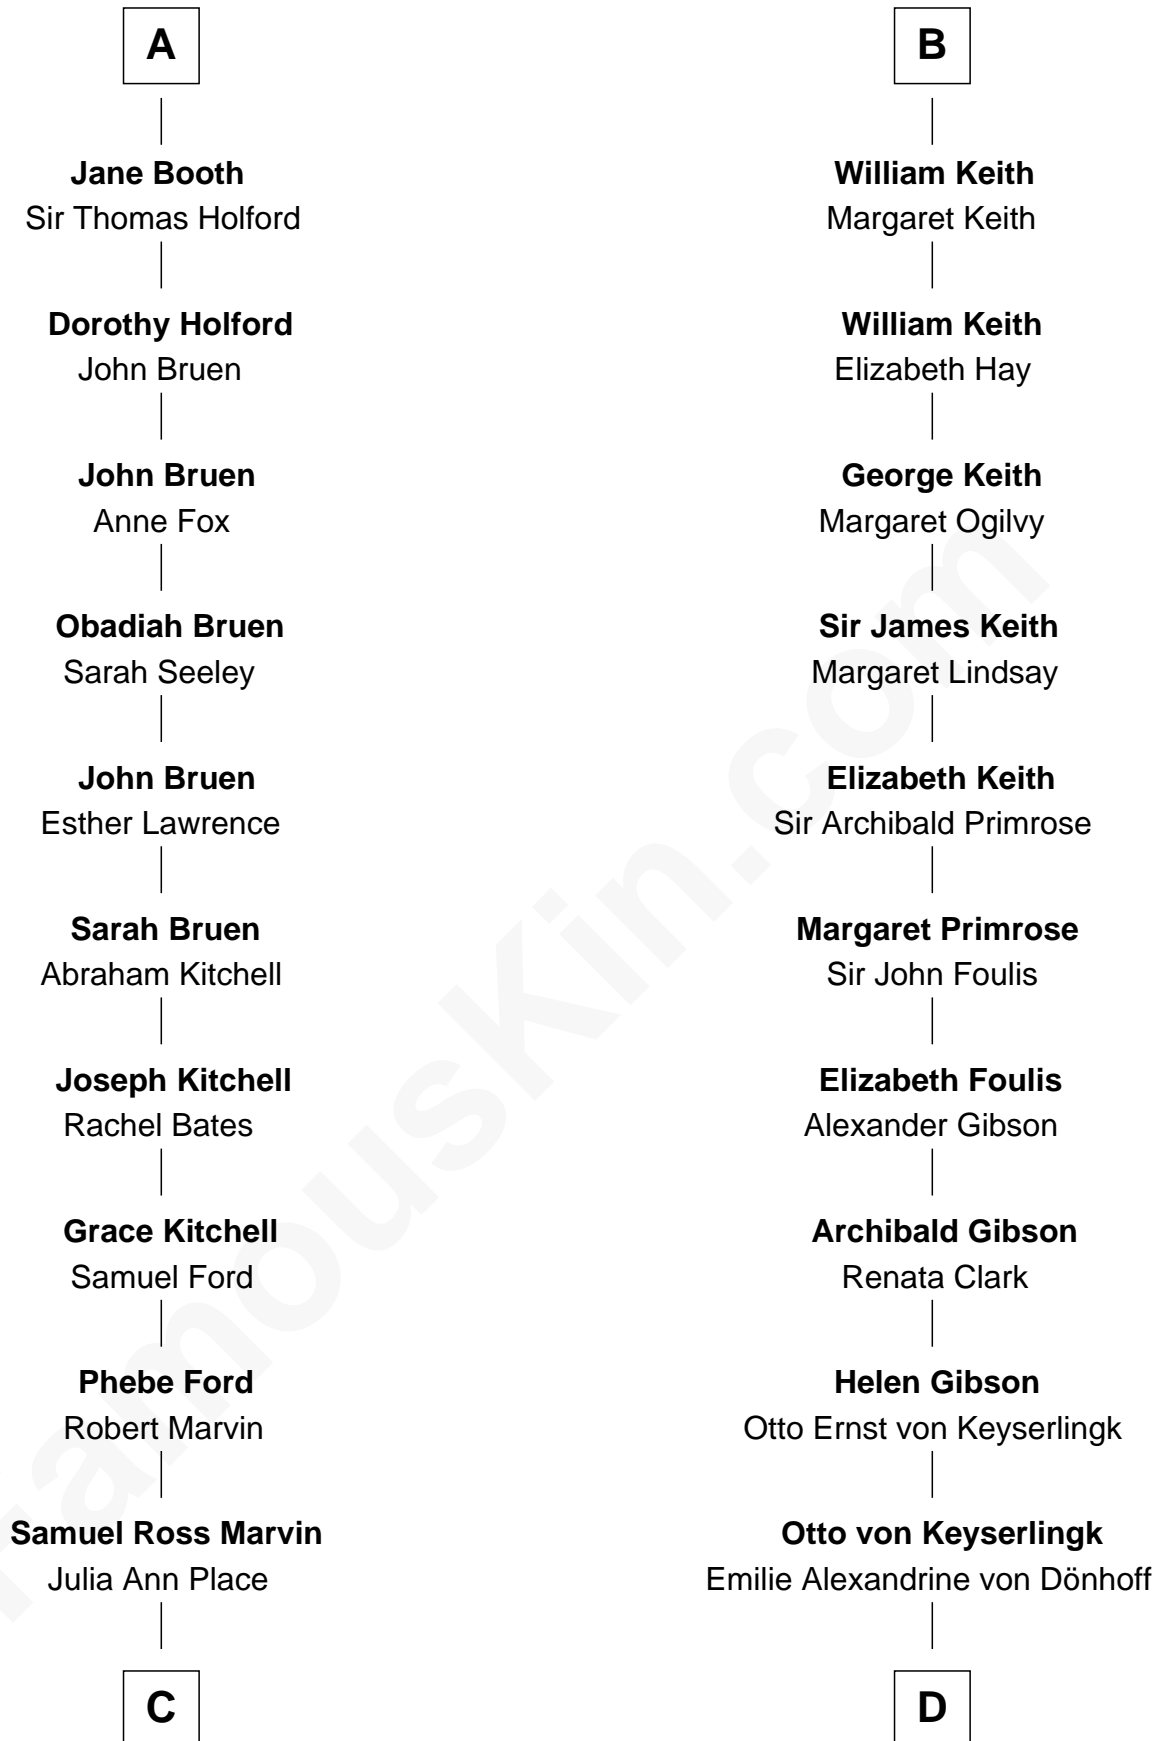 A
Jane Booth
Sir Thomas Holford
Dorothy Holford
John Bruen
John Bruen
Anne Fox
Obadiah Bruen
Sarah Seeley
John Bruen
Esther Lawrence
Sarah Bruen
Abraham Kitchell
Joseph Kitchell
Rachel Bates
Grace Kitchell
Samuel Ford
Phebe Ford
Robert Marvin
Samuel Ross Marvin
Julia Ann Place
C
B
William Keith
Margaret Keith
William Keith
Elizabeth Hay
George Keith
Margaret Ogilvy
Sir James Keith
Margaret Lindsay
Elizabeth Keith
Sir Archibald Primrose
Margaret Primrose
Sir John Foulis
Elizabeth Foulis
Alexander Gibson
Archibald Gibson
Renata Clark
Helen Gibson
Otto Ernst von Keyserlingk
Otto von Keyserlingk
Emilie Alexandrine von Dönhoff
D
FamousKin.com